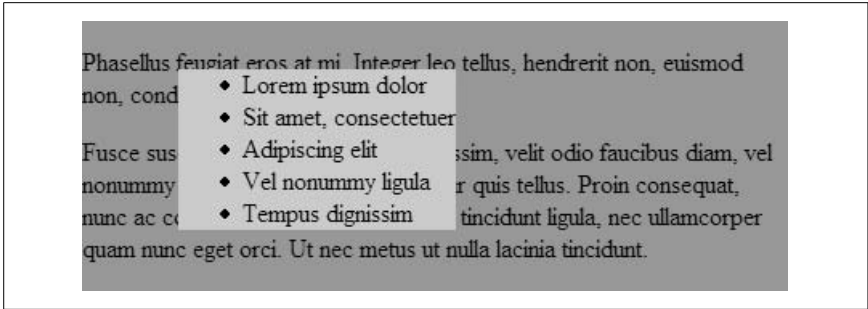 Phasellus feugiat eros at mi. Integer leo tellus, hendrerit non, euismod
non, cond
Fusce sus ssim, velit odio faucibus diam, vel
nonummy r quis tellus. Proin consequat,
nunc ac co tincidunt ligula, nec ullamcorper
quam nunc eget orci. Ut nec metus ut nulla lacinia tincidunt.
• Lorem ipsum dolor
• Sit amet, consectetuer
• Adipiscing elit
• Vel nonummy ligula
• Tempus dignissim